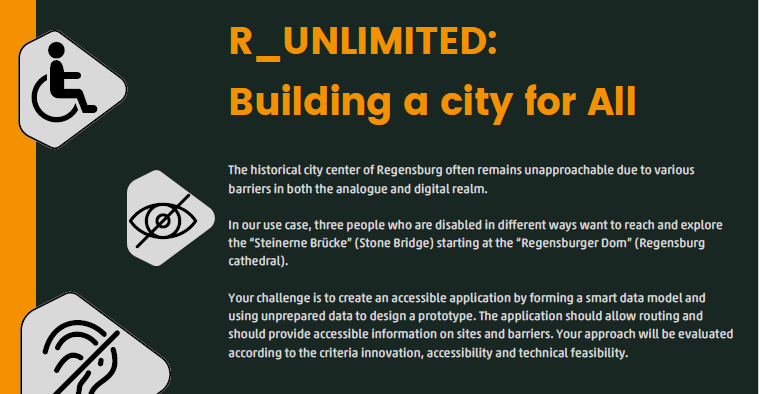 R_UNLIMITED:
Building a city for All
The historical city center of Regensburg often remains unapproachable due to various
barriers in both the analogue and digital realm.
In our use case, three people who are disabled in different ways want to reach and explore
the “Steinerne Brücke” (Stone Bridge) starting at the “Regensburger Dom” (Regensburg
cathedral).
Your challenge is to create an accessible application by forming a smart data model and
using unprepared data to design a prototype. The application should allow routing and
should provide accessible information on sites and barriers. Your approach will be evaluated
according to the criteria innovation, accessibility and technical feasibility.